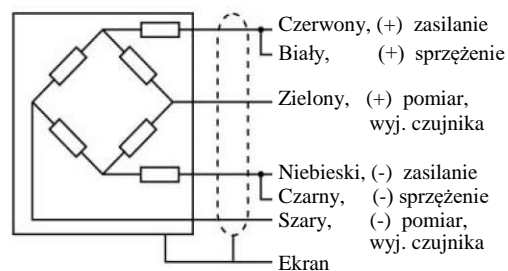 Czerwony, (+) zasilanie
Biały, (+) sprzężenie
Zielony, (+) pomiar,
wyj. czujnika
Niebieski, (-) zasilanie
Czarny, (-) sprzężenie
Szary, (-) pomiar,
wyj. czujnika
Ekran